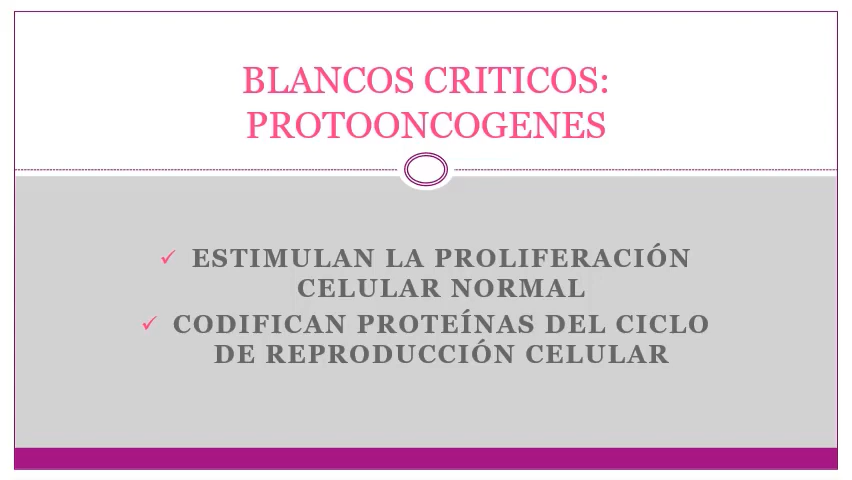 BLANCOS CRITICOS:
PROTOONCOGENES
✓ ESTIMULAN LA PROLIFERACIÓN
CELULAR NORMAL
✓ CODIFICAN PROTEÍNAS DEL CICLO
DE REPRODUCCIÓN CELULAR